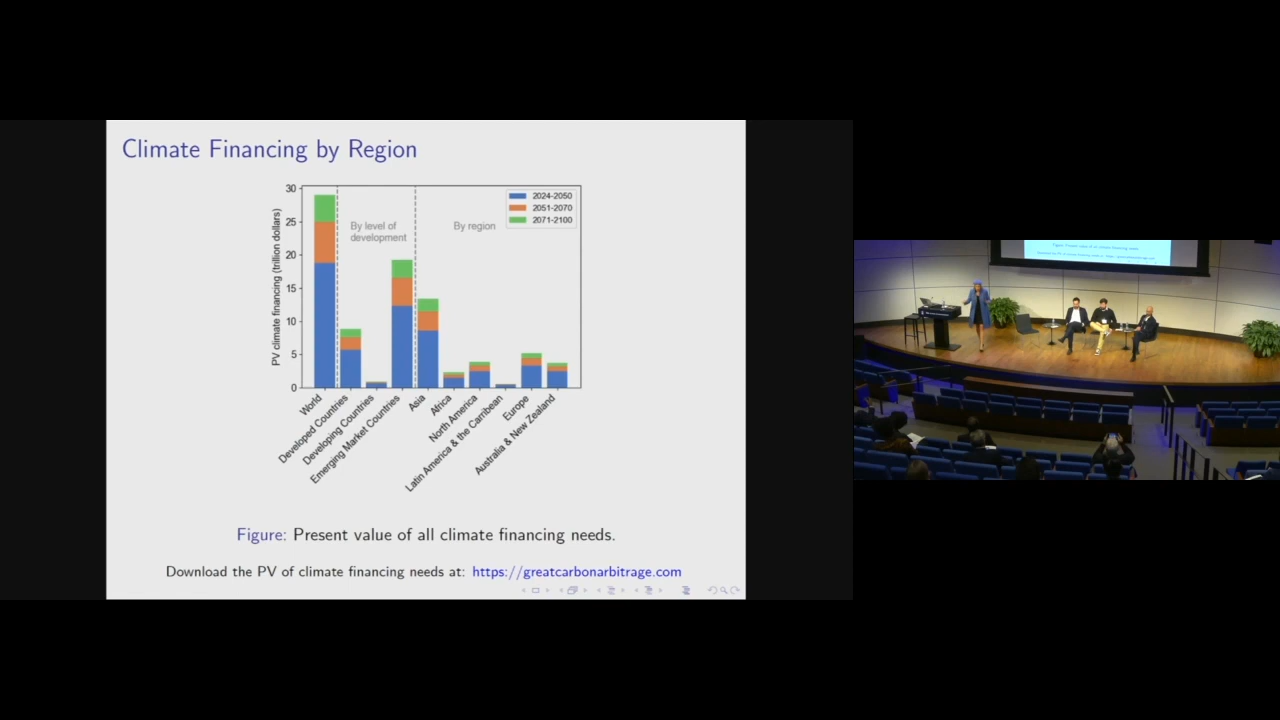 Climate Financing by Region
PV climate financing (trillion dollars)
30
25
20
15
10
5
0
By level of
development
By region
2024-2050
2051-2070
2071-2100
World
Developed Countries
Developing Countries
Emerging Market Countries
Asia
Africa
North America
Latin America & the Carribean
Europe
Australia & New Zealand
Figure: Present value of all climate financing needs.
Download the PV of climate financing needs at: https://greatcarbonarbitrage.com